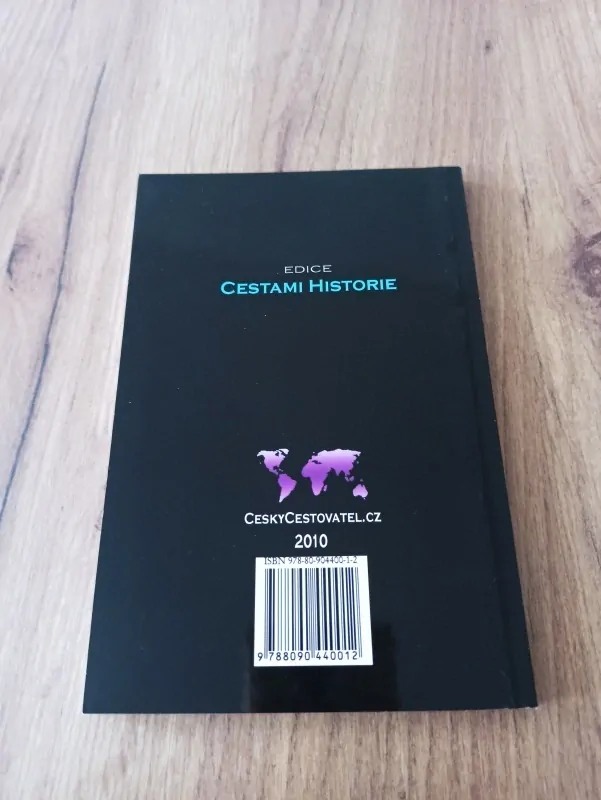 EDICE
CESTAMI HISTORIE
CESKYCESTOVATEL.CZ
2010
ISBN 978-80-904400-1-2
9 788090 440012